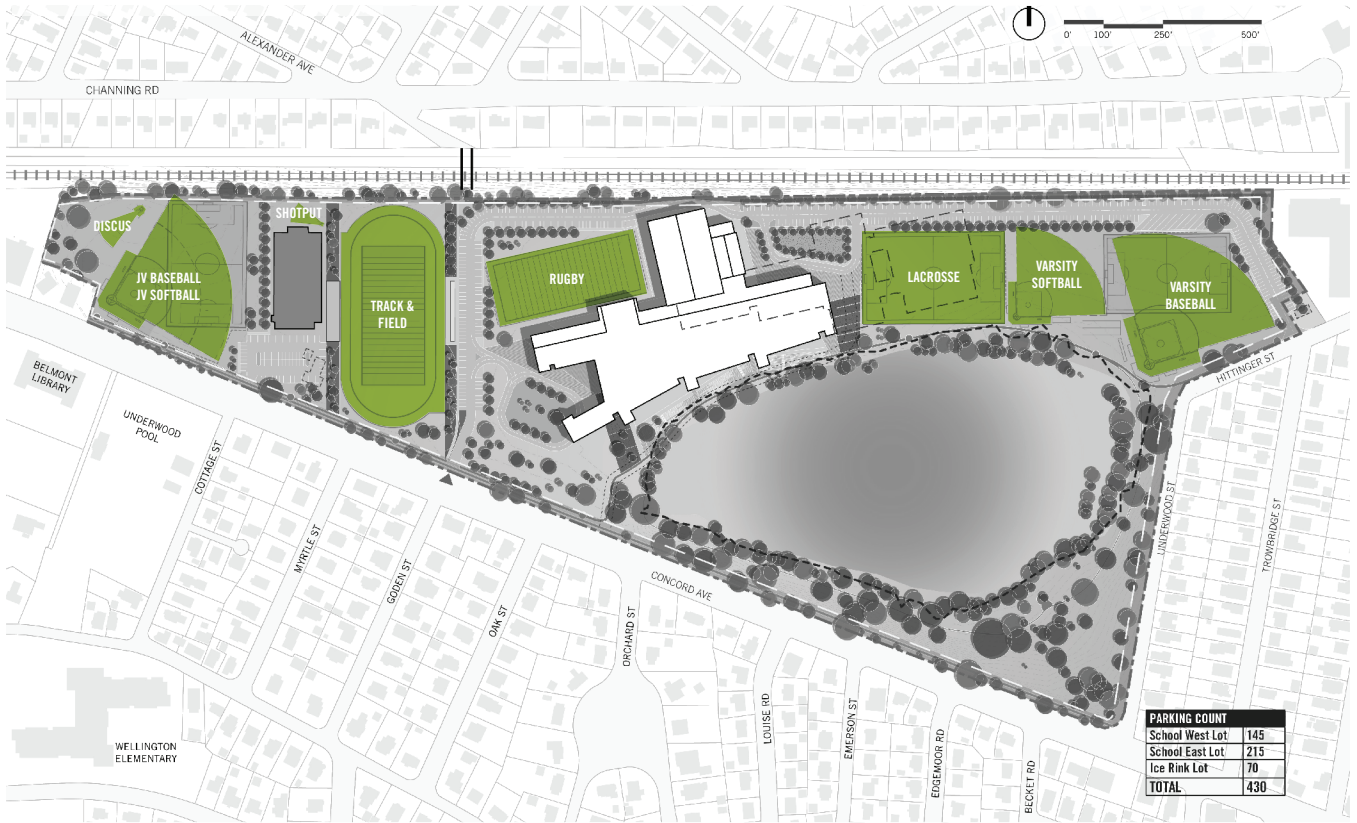 0' 100' 250' 500'
ALEXANDER AVE
CHANNING RD
DISCUS
SHOTPUT
JV BASEBALL
JV SOFTBALL
TRACK &
FIELD
RUGBY
LACROSSE
VARSITY
SOFTBALL
VARSITY
BASEBALL
HITTINGER ST
BELMONT
LIBRARY
UNDERWOOD
POOL
COTTAGE ST
MYRTLE ST
GODEN ST
OAK ST
ORCHARD ST
CONCORD AVE
UNDERWOOD ST
TROWBRIDGE ST
LOUISE RD
EMERSON ST
EDGEMOOR RD
BECKET RD
WELLINGTON
ELEMENTARY
PARKING COUNT
School West Lot 145
School East Lot 215
Ice Rink Lot 70
TOTAL 430